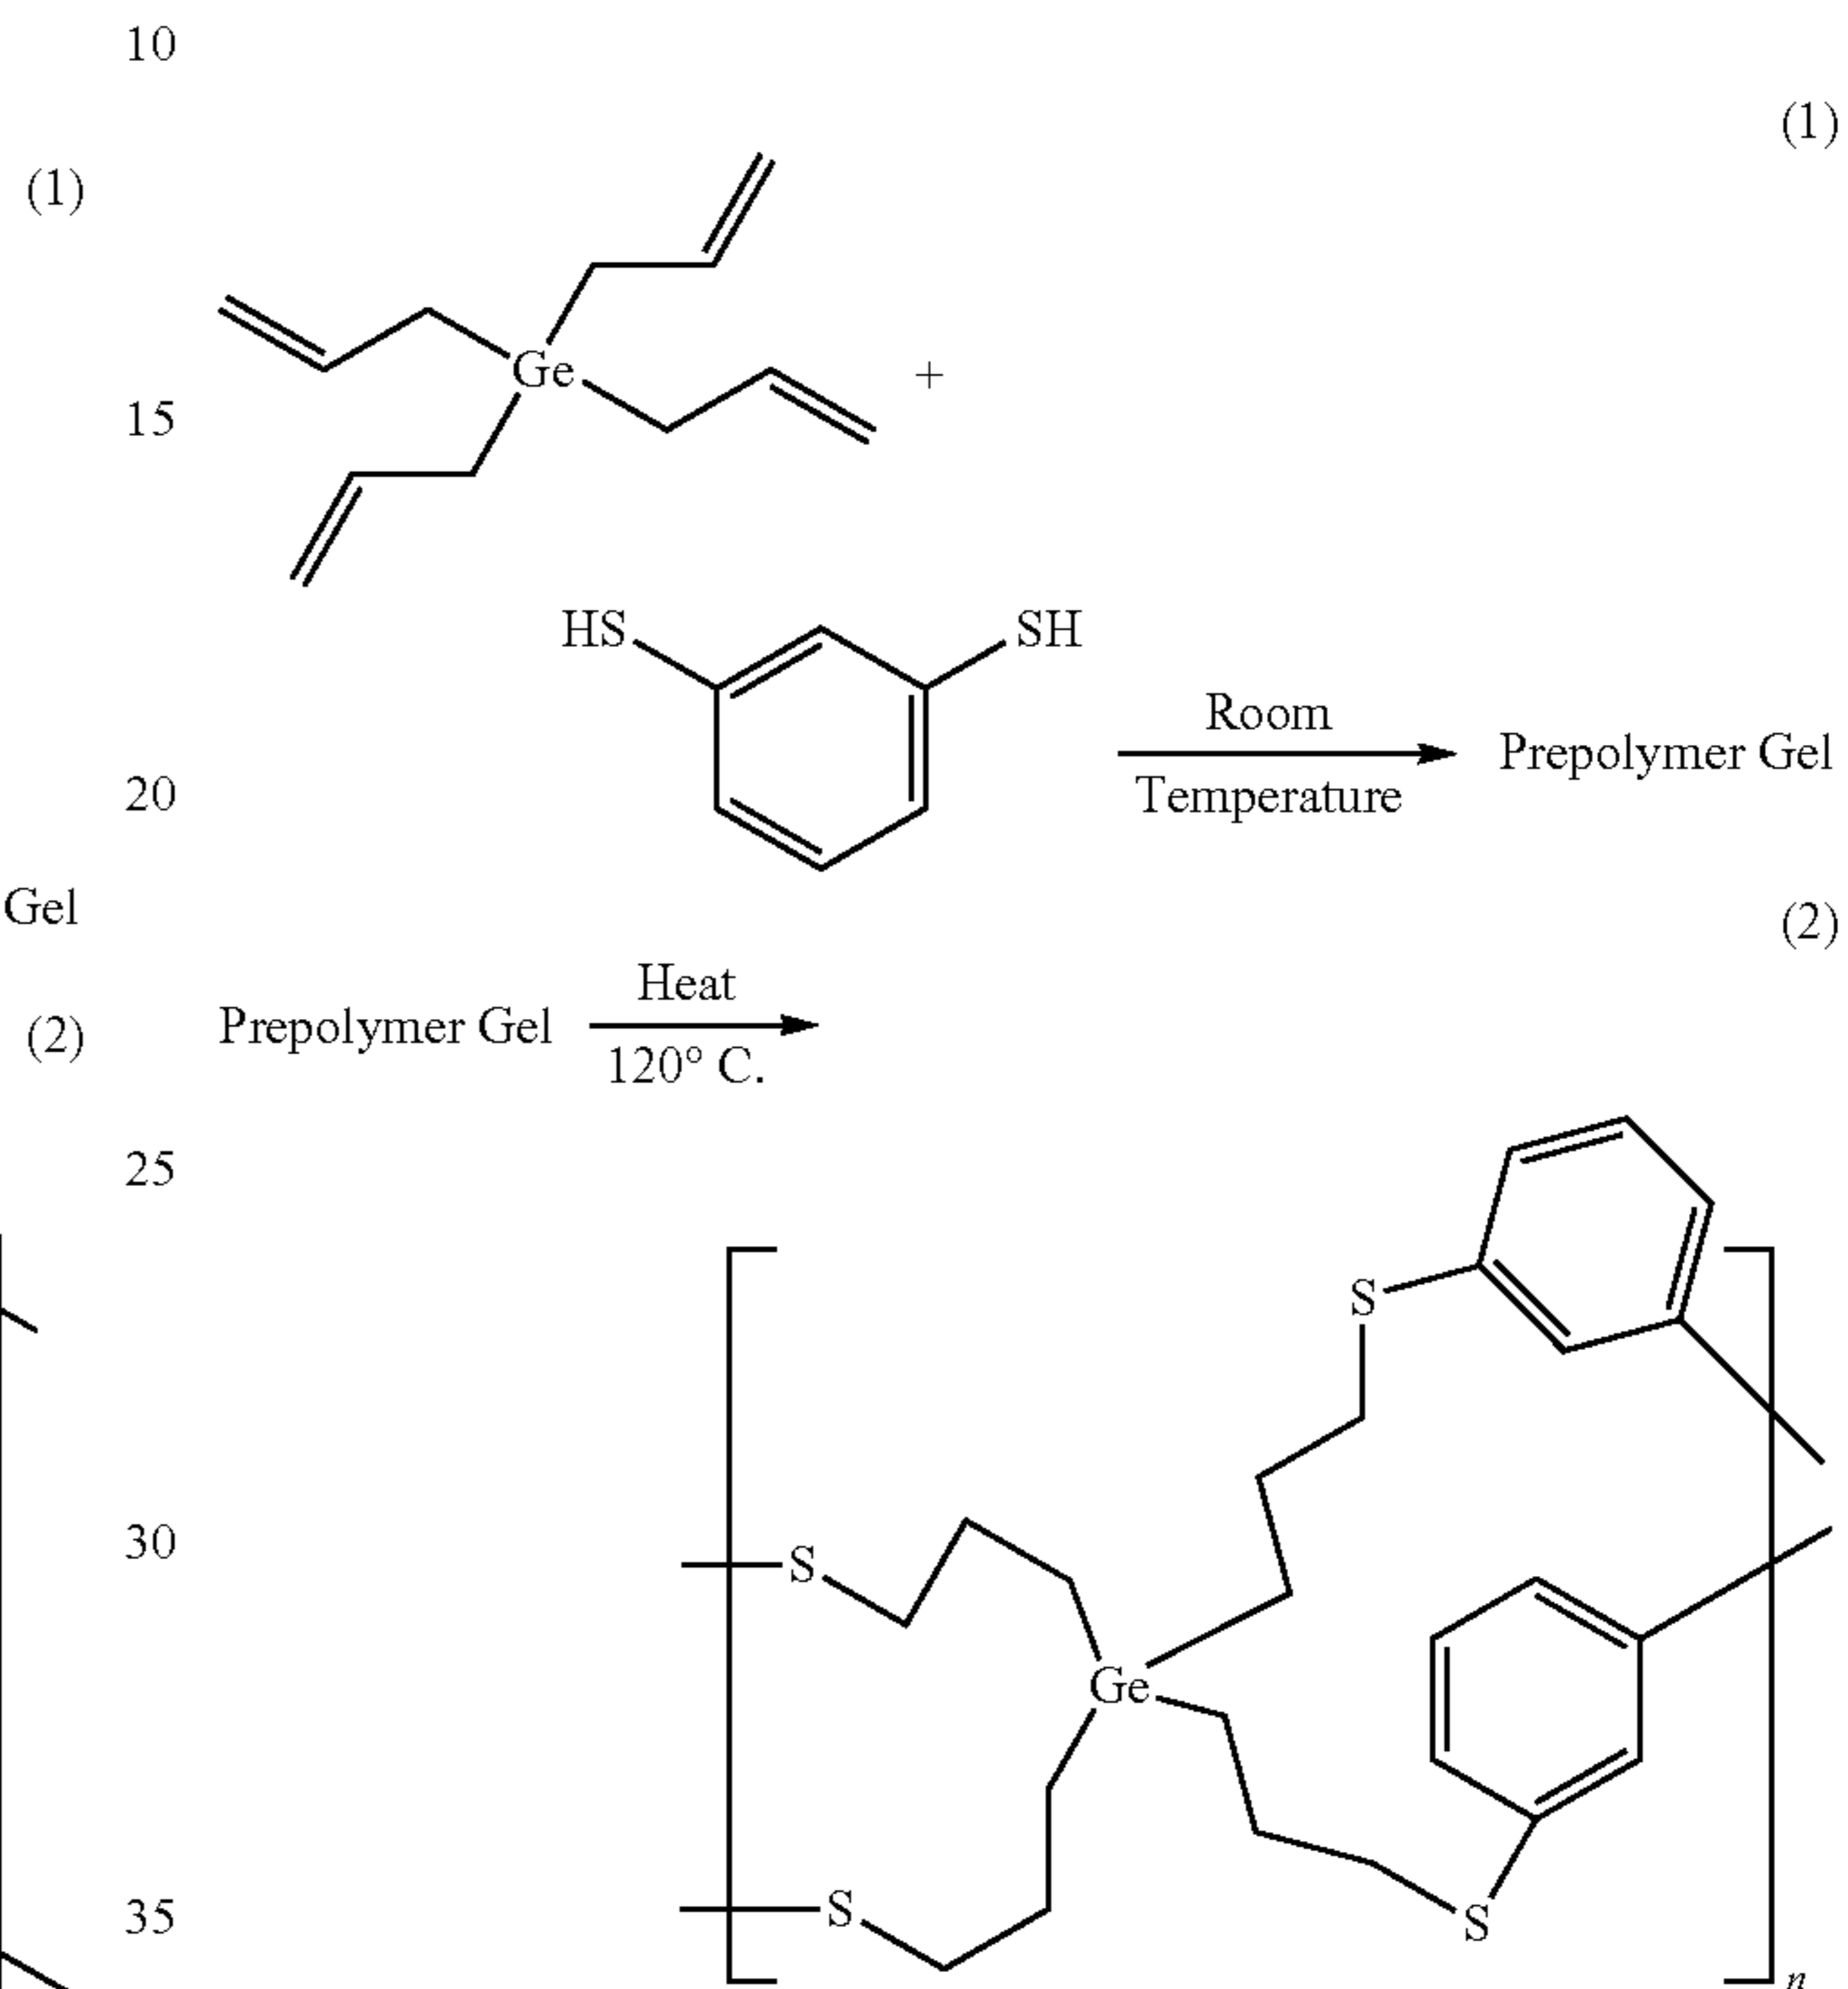 10
(1)
(1)
Ge
+
15
HS
SH
Room
Temperature
Prepolymer Gel
20
Gel
(2)
Heat
(2)
Prepolymer Gel
120° C.
25
S
30
S
Ge
35
S
S
n